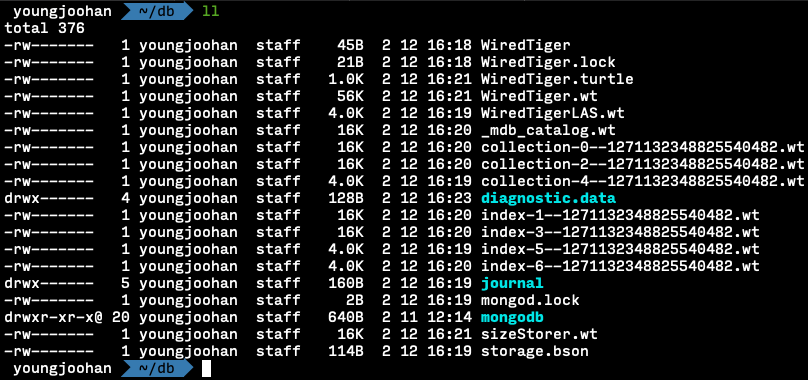 youngjoohan ~/db ll
total 376
-rw------- 1 youngjoohan staff 45B 2 12 16:18 WiredTiger
-rw------- 1 youngjoohan staff 21B 2 12 16:18 WiredTiger.lock
-rw------- 1 youngjoohan staff 1.0K 2 12 16:21 WiredTiger.turtle
-rw------- 1 youngjoohan staff 56K 2 12 16:21 WiredTiger.wt
-rw------- 1 youngjoohan staff 4.0K 2 12 16:19 WiredTigerLAS.wt
-rw------- 1 youngjoohan staff 16K 2 12 16:20 _mdb_catalog.wt
-rw------- 1 youngjoohan staff 16K 2 12 16:20 collection-0--1271132348825540482.wt
-rw------- 1 youngjoohan staff 16K 2 12 16:20 collection-2--1271132348825540482.wt
-rw------- 1 youngjoohan staff 4.0K 2 12 16:19 collection-4--1271132348825540482.wt
drwx------ 4 youngjoohan staff 128B 2 12 16:23 diagnostic.data
-rw------- 1 youngjoohan staff 16K 2 12 16:20 index-1--1271132348825540482.wt
-rw------- 1 youngjoohan staff 16K 2 12 16:20 index-3--1271132348825540482.wt
-rw------- 1 youngjoohan staff 4.0K 2 12 16:19 index-5--1271132348825540482.wt
-rw------- 1 youngjoohan staff 4.0K 2 12 16:20 index-6--1271132348825540482.wt
drwx------ 5 youngjoohan staff 160B 2 12 16:19 journal
-rw------- 1 youngjoohan staff 2B 2 12 16:19 mongod.lock
drwxr-xr-x@ 20 youngjoohan staff 640B 2 11 12:14 mongodb
-rw------- 1 youngjoohan staff 16K 2 12 16:21 sizeStorer.wt
-rw------- 1 youngjoohan staff 114B 2 12 16:19 storage.bson
youngjoohan ~/db